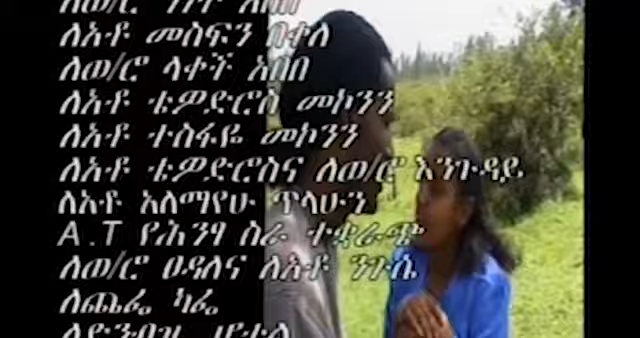 ለአቶ መስፍን በቀለ
ለወ/ሮ ላቀች አበበ
ለአቶ ቴዎድሮስ መኮንን
ለአቶ ተስፋዬ መኮንን
ለአቶ ቴዎድሮስና ለወ/ሮ እንጉዳይ
ለአቶ አለማየሁ ጥላሁን
A.T የሕንፃ ስራ ተቋራጭ
ለወ/ሮ ፀዳለና ለአቶ ንጉሴ
ለጨፌ ካፌ